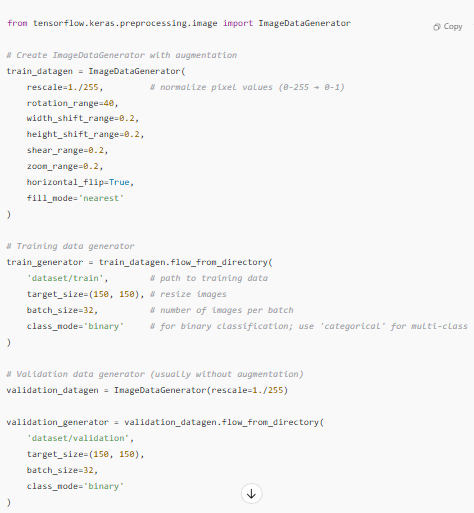 from tensorflow.keras.preprocessing.image import ImageDataGenerator
Copy
# Create ImageDataGenerator with augmentation
train_datagen = ImageDataGenerator(
    rescale=1./255,         # normalize pixel values (0-255 → 0-1)
    rotation_range=40,
    width_shift_range=0.2,
    height_shift_range=0.2,
    shear_range=0.2,
    zoom_range=0.2,
    horizontal_flip=True,
    fill_mode='nearest'
)
# Training data generator
train_generator = train_datagen.flow_from_directory(
    'dataset/train',        # path to training data
    target_size=(150, 150), # resize images
    batch_size=32,          # number of images per batch
    class_mode='binary'     # for binary classification; use 'categorical' for multi-class
)
# Validation data generator (usually without augmentation)
validation_datagen = ImageDataGenerator(rescale=1./255)
validation_generator = validation_datagen.flow_from_directory(
    'dataset/validation',
    target_size=(150, 150),
    batch_size=32,
    class_mode='binary'
)